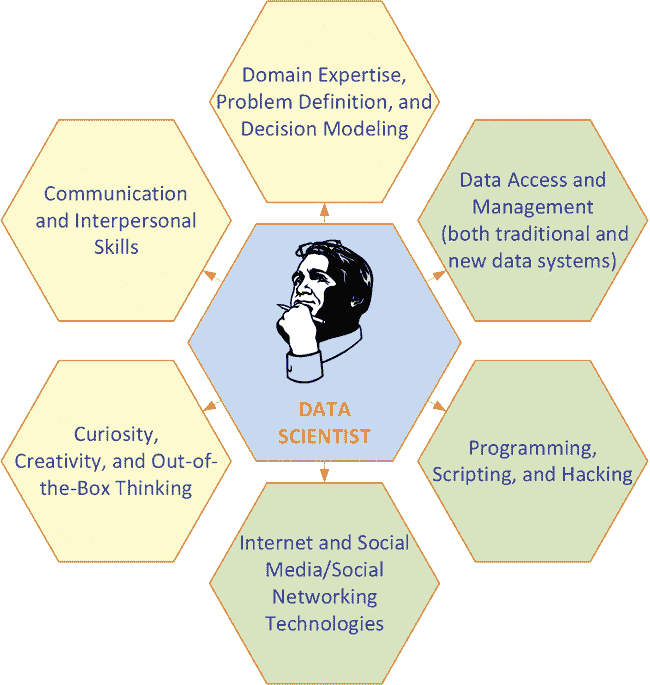 Domain Expertise,
Problem Definition, and
Decision Modeling
Communication
and Interpersonal
Skills
Data Access and
Management
(both traditional and
new data systems)
DATA
SCIENTIST
Curiosity,
Creativity, and Out-of-
the-Box Thinking
Programming,
Scripting, and Hacking
Internet and Social
Media/Social
Networking
Technologies